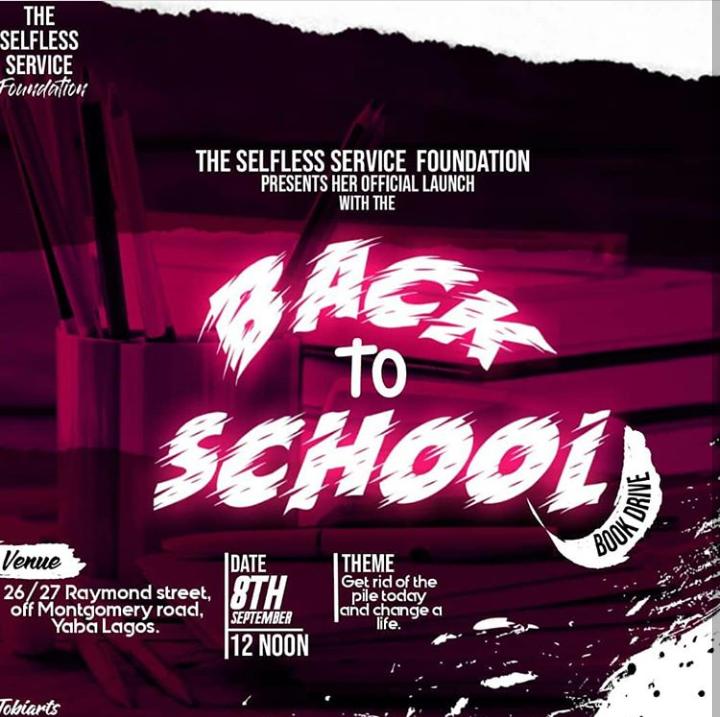 THE
SELFLESS
SERVICE
Foundation
THE SELFLESS SERVICE FOUNDATION
PRESENTS HER OFFICIAL LAUNCH
WITH THE
BACK
TO
SCHOOL
BOOK DRIVE
Venue
26/27 Raymond street,
off Montgomery road,
Yaba Lagos.
DATE
8TH
SEPTEMBER
12 NOON
THEME
Get rid of the
pile today
and change a
life.
Tobiarts